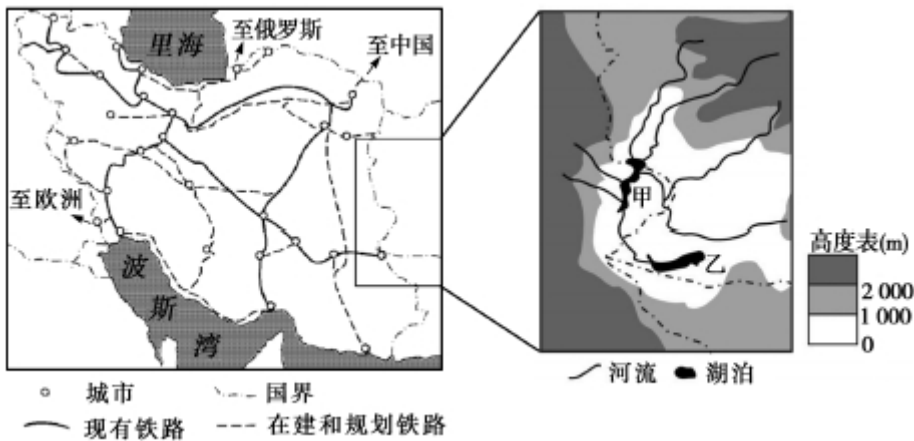 里海
至俄罗斯
至中国
至欧洲
波
斯
湾
甲
乙
高度表(m)
2 000
1 000
0
城市
国界
现有铁路
在建和规划铁路
河流
湖泊